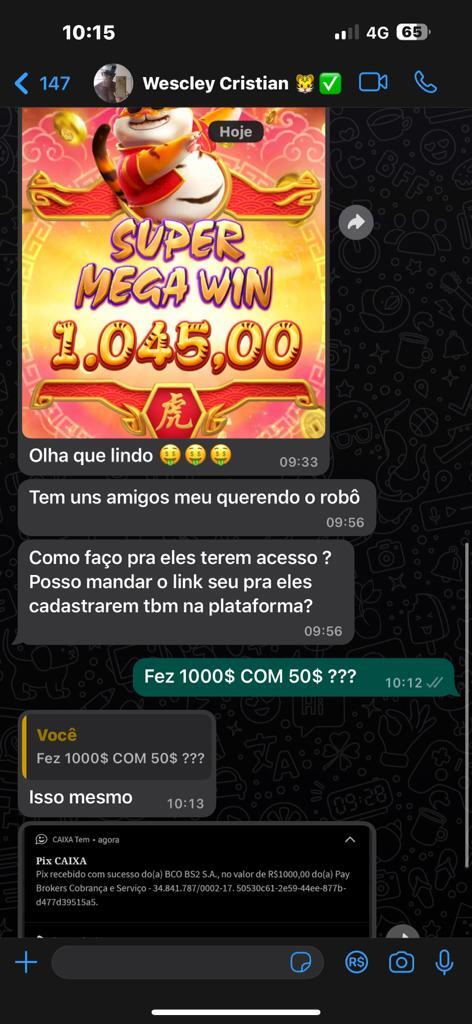 10:15
4G 65
147 Wescley Cristian 🐯✅
Hoje
SUPER
MEGA WIN
1.045,00
虎
Olha que lindo 🤑🤑🤑
09:33
Tem uns amigos meu querendo o robô
09:56
Como faço pra eles terem acesso ?
Posso mandar o link seu pra eles
cadastrarem tbm na plataforma?
09:56
Fez 1000$ COM 50$ ??? 10:12
Você
Fez 1000$ COM 50$ ???
Isso mesmo 10:13
CAIXA Tem • agora
Pix CAIXA
Pix recebido com sucesso do(a) BCO BS2 S.A., no valor de R$1000,00 do(a) Pay
Brokers Cobrança e Serviço - 34.841.787/0002-17. 50530c61-2e59-44ee-877b-
d477d39515a5.
R$